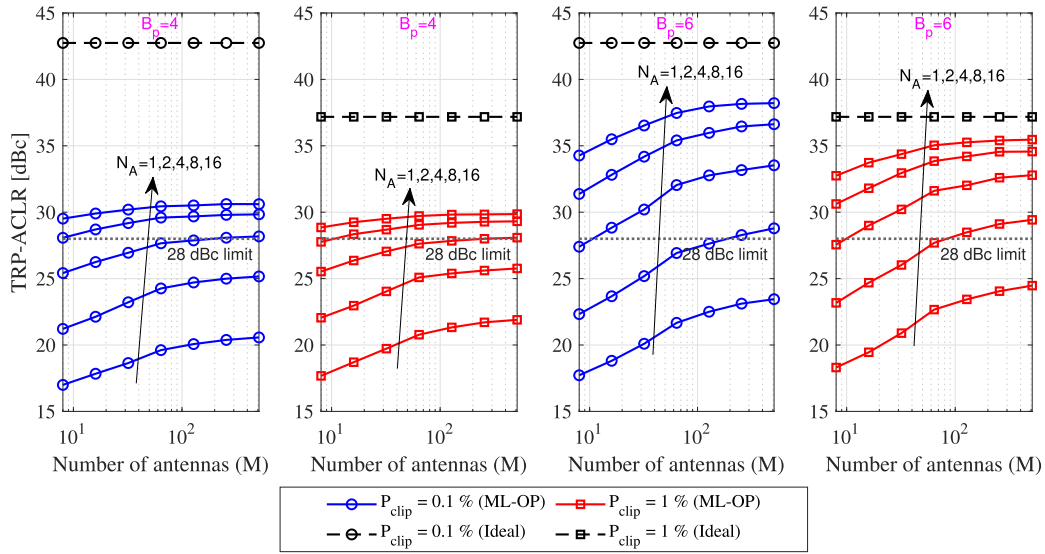 B_p=4
B_p=4
B_p=6
B_p=6
TRP-ACLR [dBc]
45
40
35
30
25
20
15
N_A=1,2,4,8,16
28 dBc limit
10^1
10^2
Number of antennas (M)
45
40
35
30
25
20
15
N_A=1,2,4,8,16
28 dBc limit
10^1
10^2
Number of antennas (M)
45
40
35
30
25
20
15
N_A=1,2,4,8,16
28 dBc limit
10^1
10^2
Number of antennas (M)
45
40
35
30
25
20
15
N_A=1,2,4,8,16
28 dBc limit
10^1
10^2
Number of antennas (M)
P_clip = 0.1 % (ML-OP)
P_clip = 1 % (ML-OP)
P_clip = 0.1 % (Ideal)
P_clip = 1 % (Ideal)